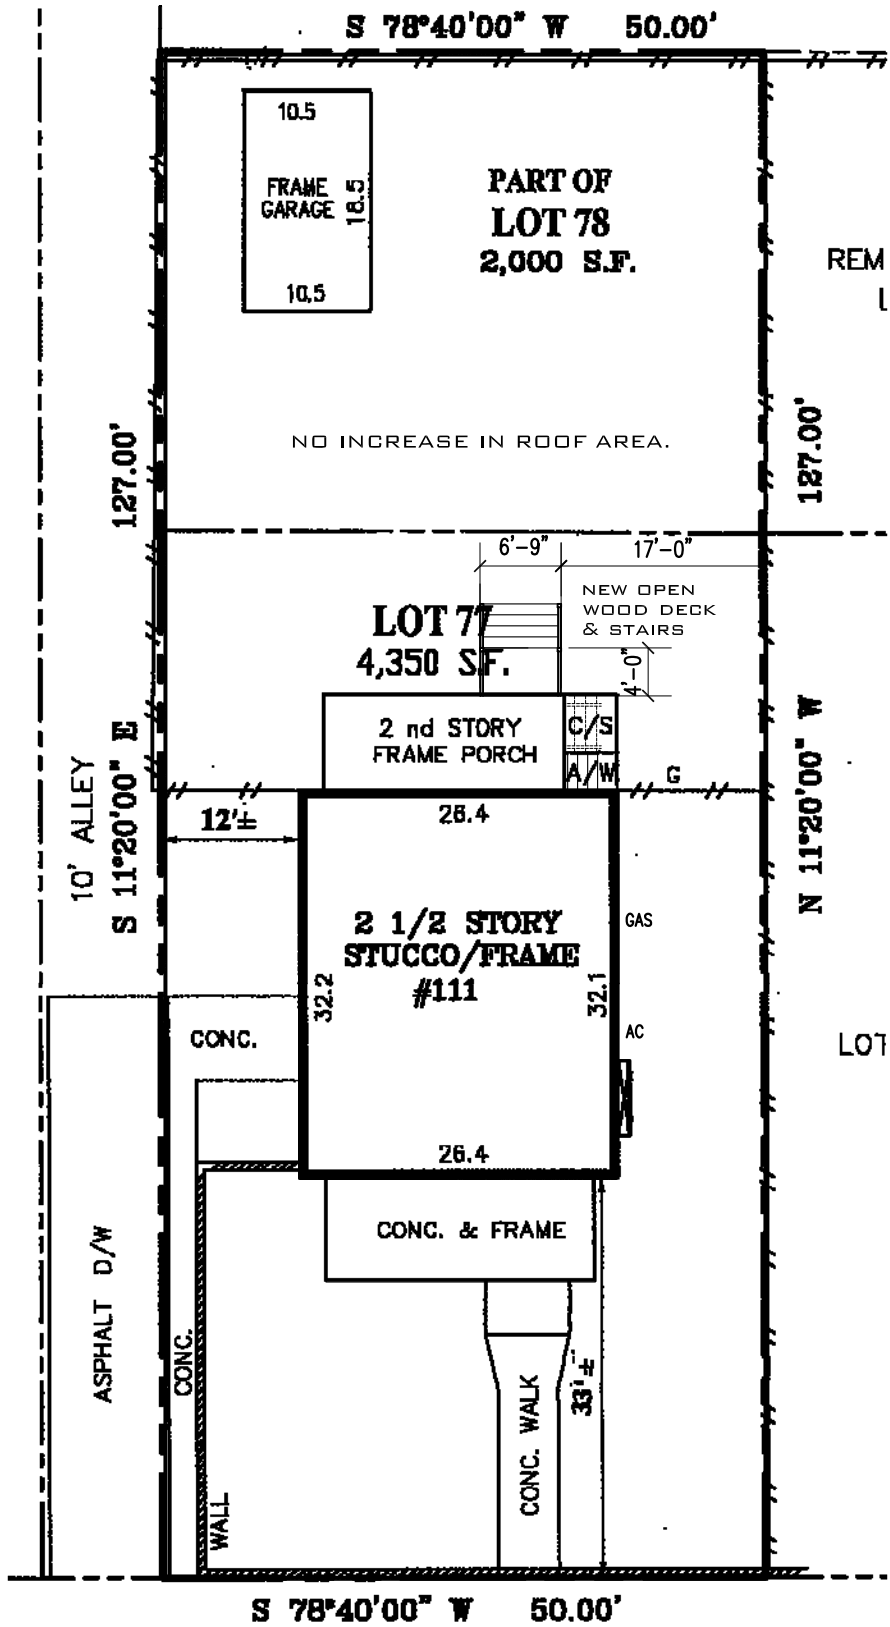 S 78°40'00" W 50.00'
10.5
FRAME
GARAGE
18.5
10.5
PART OF
LOT 78
2,000 S.F.
REM
L
127.00'
127.00'
NO INCREASE IN ROOF AREA.
6'-9"
17'-0"
NEW OPEN
WOOD DECK
& STAIRS
LOT 77
4,350 S.F.
4'-0"
2 nd STORY
FRAME PORCH
C/S
A/W
G
10' ALLEY
S 11°20'00" E
N 11°20'00" W
12'±
26.4
2 1/2 STORY
STUCCO/FRAME
#111
32.2
32.1
GAS
AC
CONC.
LOT
26.4
CONC. & FRAME
ASPHALT D/W
CONC.
WALL
CONC. WALK
33'±
S 78°40'00" W 50.00'